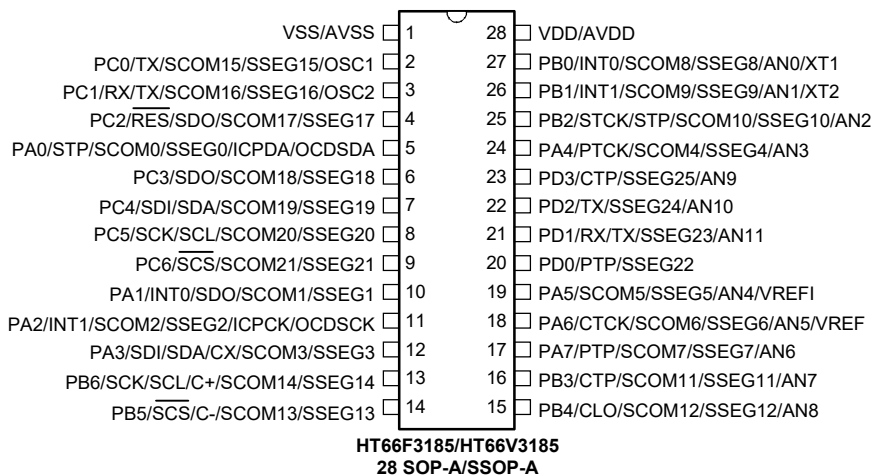 VSS/AVSS 1 28 VDD/AVDD
PC0/TX/SCOM15/SSEG15/OSC1 2 27 PB0/INT0/SCOM8/SSEG8/AN0/XT1
PC1/RX/TX/SCOM16/SSEG16/OSC2 3 26 PB1/INT1/SCOM9/SSEG9/AN1/XT2
PC2/RES/SDO/SCOM17/SSEG17 4 25 PB2/STCK/STP/SCOM10/SSEG10/AN2
PA0/STP/SCOM0/SSEG0/ICPDA/OCDSDA 5 24 PA4/PTCK/SCOM4/SSEG4/AN3
PC3/SDO/SCOM18/SSEG18 6 23 PD3/CTP/SSEG25/AN9
PC4/SDI/SDA/SCOM19/SSEG19 7 22 PD2/TX/SSEG24/AN10
PC5/SCK/SCL/SCOM20/SSEG20 8 21 PD1/RX/TX/SSEG23/AN11
PC6/SCS/SCOM21/SSEG21 9 20 PD0/PTP/SSEG22
PA1/INT0/SDO/SCOM1/SSEG1 10 19 PA5/SCOM5/SSEG5/AN4/VREFI
PA2/INT1/SCOM2/SSEG2/ICPCK/OCDSCK 11 18 PA6/CTCK/SCOM6/SSEG6/AN5/VREF
PA3/SDI/SDA/CX/SCOM3/SSEG3 12 17 PA7/PTP/SCOM7/SSEG7/AN6
PB6/SCK/SCL/C+/SCOM14/SSEG14 13 16 PB3/CTP/SCOM11/SSEG11/AN7
PB5/SCS/C-/SCOM13/SSEG13 14 15 PB4/CLO/SCOM12/SSEG12/AN8
HT66F3185/HT66V3185
28 SOP-A/SSOP-A